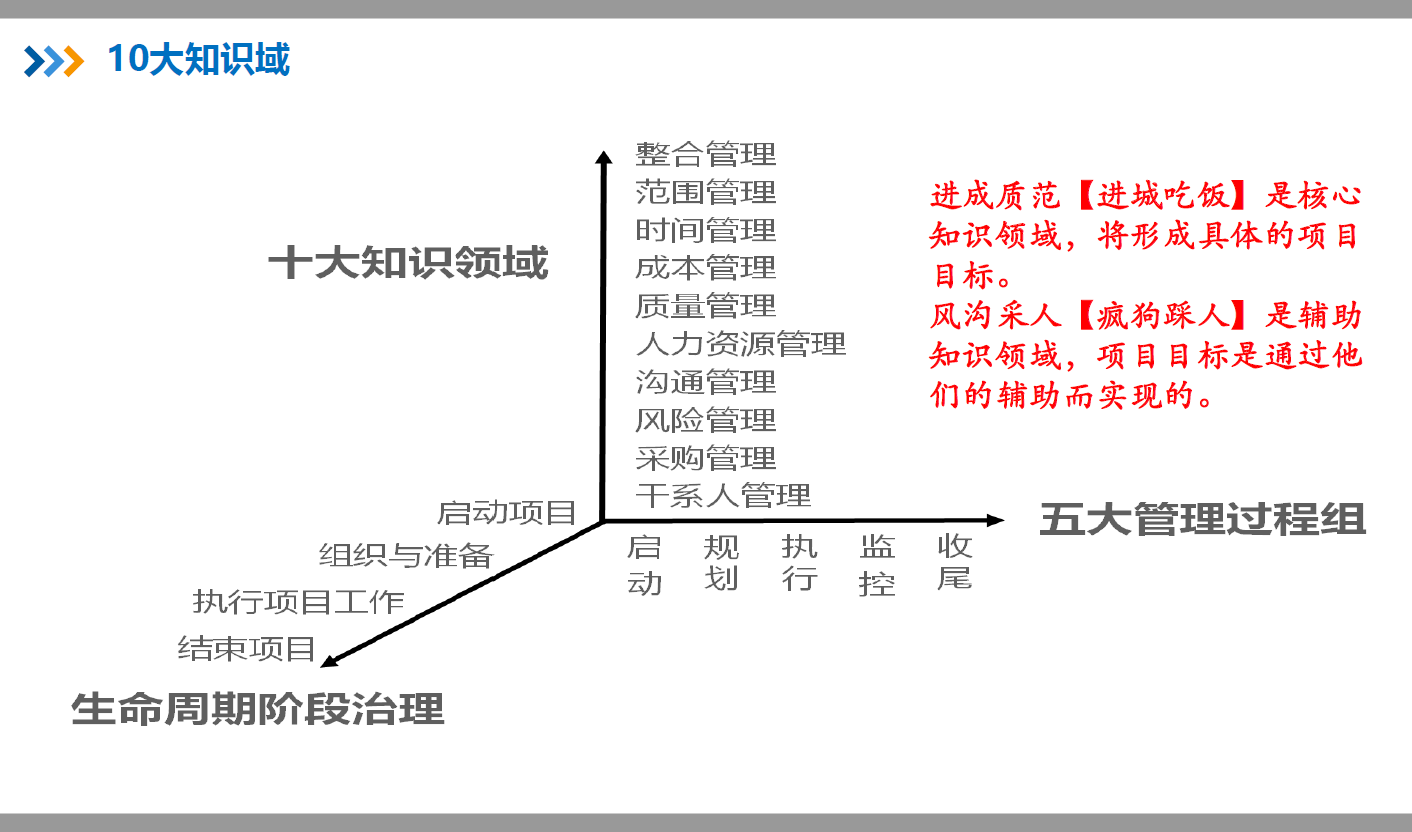 10大知识域
整合管理
范围管理
时间管理
成本管理
质量管理
人力资源管理
沟通管理
风险管理
采购管理
干系人管理
十大知识领域
进成质范【进城吃饭】是核心
知识领域，将形成具体的项目
目标。
风沟采人【疯狗踩人】是辅助
知识领域，项目目标是通过他
们的辅助而实现的。
五大管理过程组
启动
规划
执行
监控
收尾
启动项目
组织与准备
执行项目工作
结束项目
生命周期阶段治理